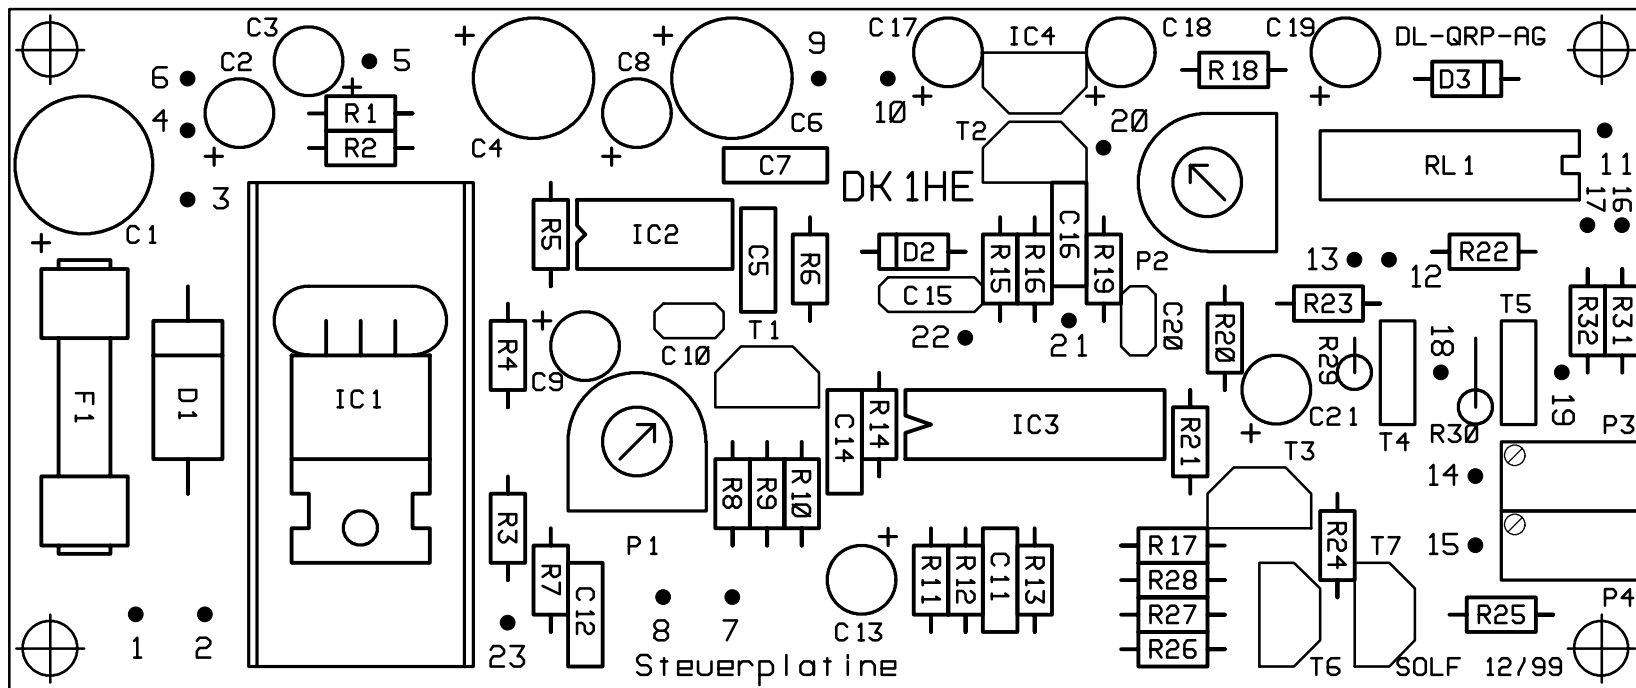 C3
C2
5
6
4
3
C1
R1
R2
C4
C8
9
C6
C7
C17
10
IC4
C18
R18
C19
DL-QRP-AG
D3
T2
20
DK1HE
RL1
11
17
16
R5
IC2
C5
R6
D2
C15
R15
R16
C16
R19
P2
13
12
R22
R23
R32
R31
F1
D1
IC1
R4
C9
C10
T1
22
21
C20
R20
R29
18
T5
C21
T4
R30
19
P3
R14
C14
IC3
R21
T3
R3
R8
R9
R10
14
15
P1
R7
C12
8
7
C13
R11
R12
C11
R13
R17
R28
R27
R26
R24
T7
R25
P4
1
2
23
Steuerplatine
T6
SOLF 12/99